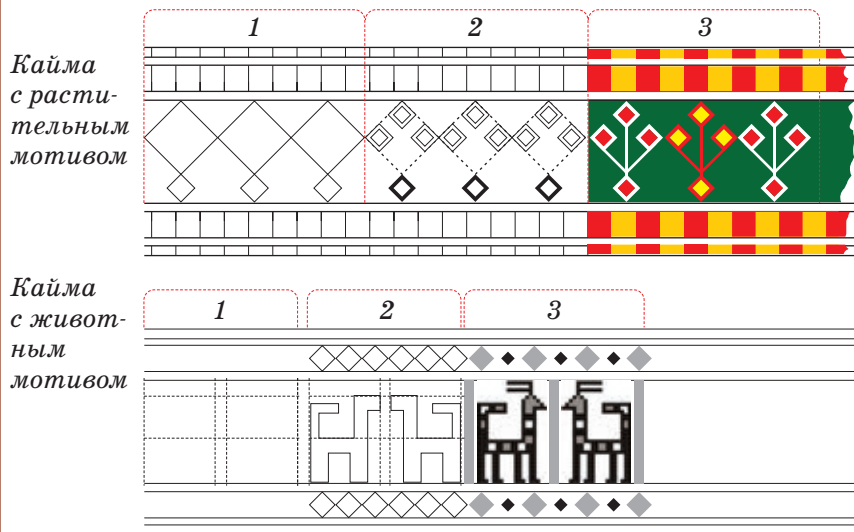 1 2 3
Кайма
с расти-
тельным
мотивом
Кайма
с живот-
ным
мотивом
1 2 3